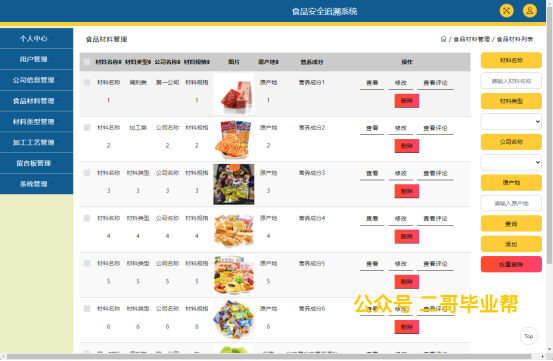 食品安全追溯系统
个人中心
用户管理
公司信息管理
食品材料管理
材料类型管理
加工工艺管理
留言板管理
系统管理
食品材料管理
/ 食品材料管理 / 食品材料列表
材料名称 材料类型 公司名称 材料规格 图片 原产地 营养成分 操作
材料名称1 第一公司 材料规格1 原产地1 营养成分1 查看 修改 查看评论 删除
材料名称2 加工类 公司名称2 材料规格2 原产地2 营养成分2 查看 修改 查看评论 删除
材料名称3 材料类型3 公司名称3 材料规格3 原产地3 营养成分3 查看 修改 查看评论 删除
材料名称4 材料类型4 公司名称4 材料规格4 原产地4 营养成分4 查看 修改 查看评论 删除
材料名称5 材料类型5 公司名称5 材料规格5 原产地5 营养成分5 查看 修改 查看评论 删除
材料名称6 材料类型6 公司名称6 材料规格6 原产地6 营养成分6 查看 修改 查看评论 删除
材料名称
请输入材料名称
材料类型
公司名称
原产地
请输入原产地
查询
添加
批量删除
公众号 二哥毕业帮
Top